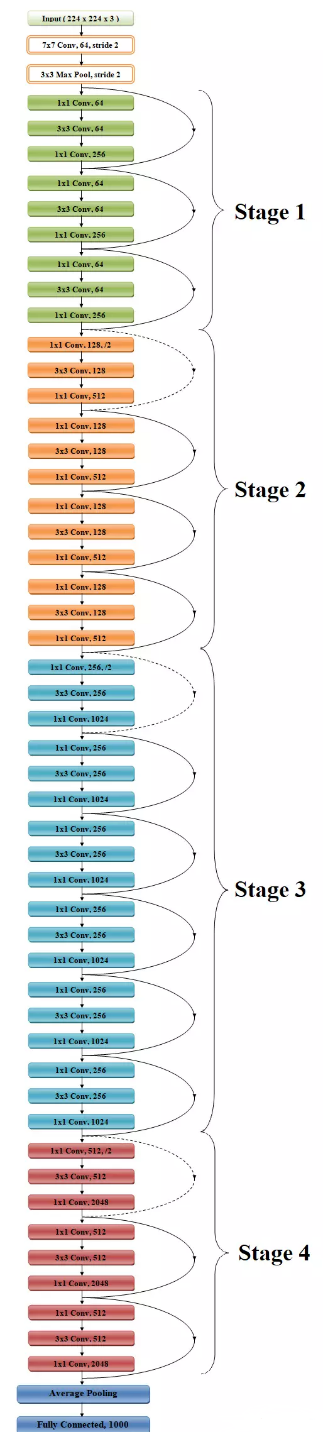 Input ( 224 x 224 x 3 )
7x7 Conv, 64, stride 2
3x3 Max Pool, stride 2
1x1 Conv, 64
3x3 Conv, 64
1x1 Conv, 256
1x1 Conv, 64
3x3 Conv, 64
1x1 Conv, 256
1x1 Conv, 64
3x3 Conv, 64
1x1 Conv, 256
Stage 1
1x1 Conv, 128, /2
3x3 Conv, 128
1x1 Conv, 512
1x1 Conv, 128
3x3 Conv, 128
1x1 Conv, 512
1x1 Conv, 128
3x3 Conv, 128
1x1 Conv, 512
1x1 Conv, 128
3x3 Conv, 128
1x1 Conv, 512
Stage 2
1x1 Conv, 256, /2
3x3 Conv, 256
1x1 Conv, 1024
1x1 Conv, 256
3x3 Conv, 256
1x1 Conv, 1024
1x1 Conv, 256
3x3 Conv, 256
1x1 Conv, 1024
1x1 Conv, 256
3x3 Conv, 256
1x1 Conv, 1024
1x1 Conv, 256
3x3 Conv, 256
1x1 Conv, 1024
1x1 Conv, 256
3x3 Conv, 256
1x1 Conv, 1024
Stage 3
1x1 Conv, 512, /2
3x3 Conv, 512
1x1 Conv, 2048
1x1 Conv, 512
3x3 Conv, 512
1x1 Conv, 2048
1x1 Conv, 512
3x3 Conv, 512
1x1 Conv, 2048
Stage 4
Average Pooling
Fully Connected, 1000